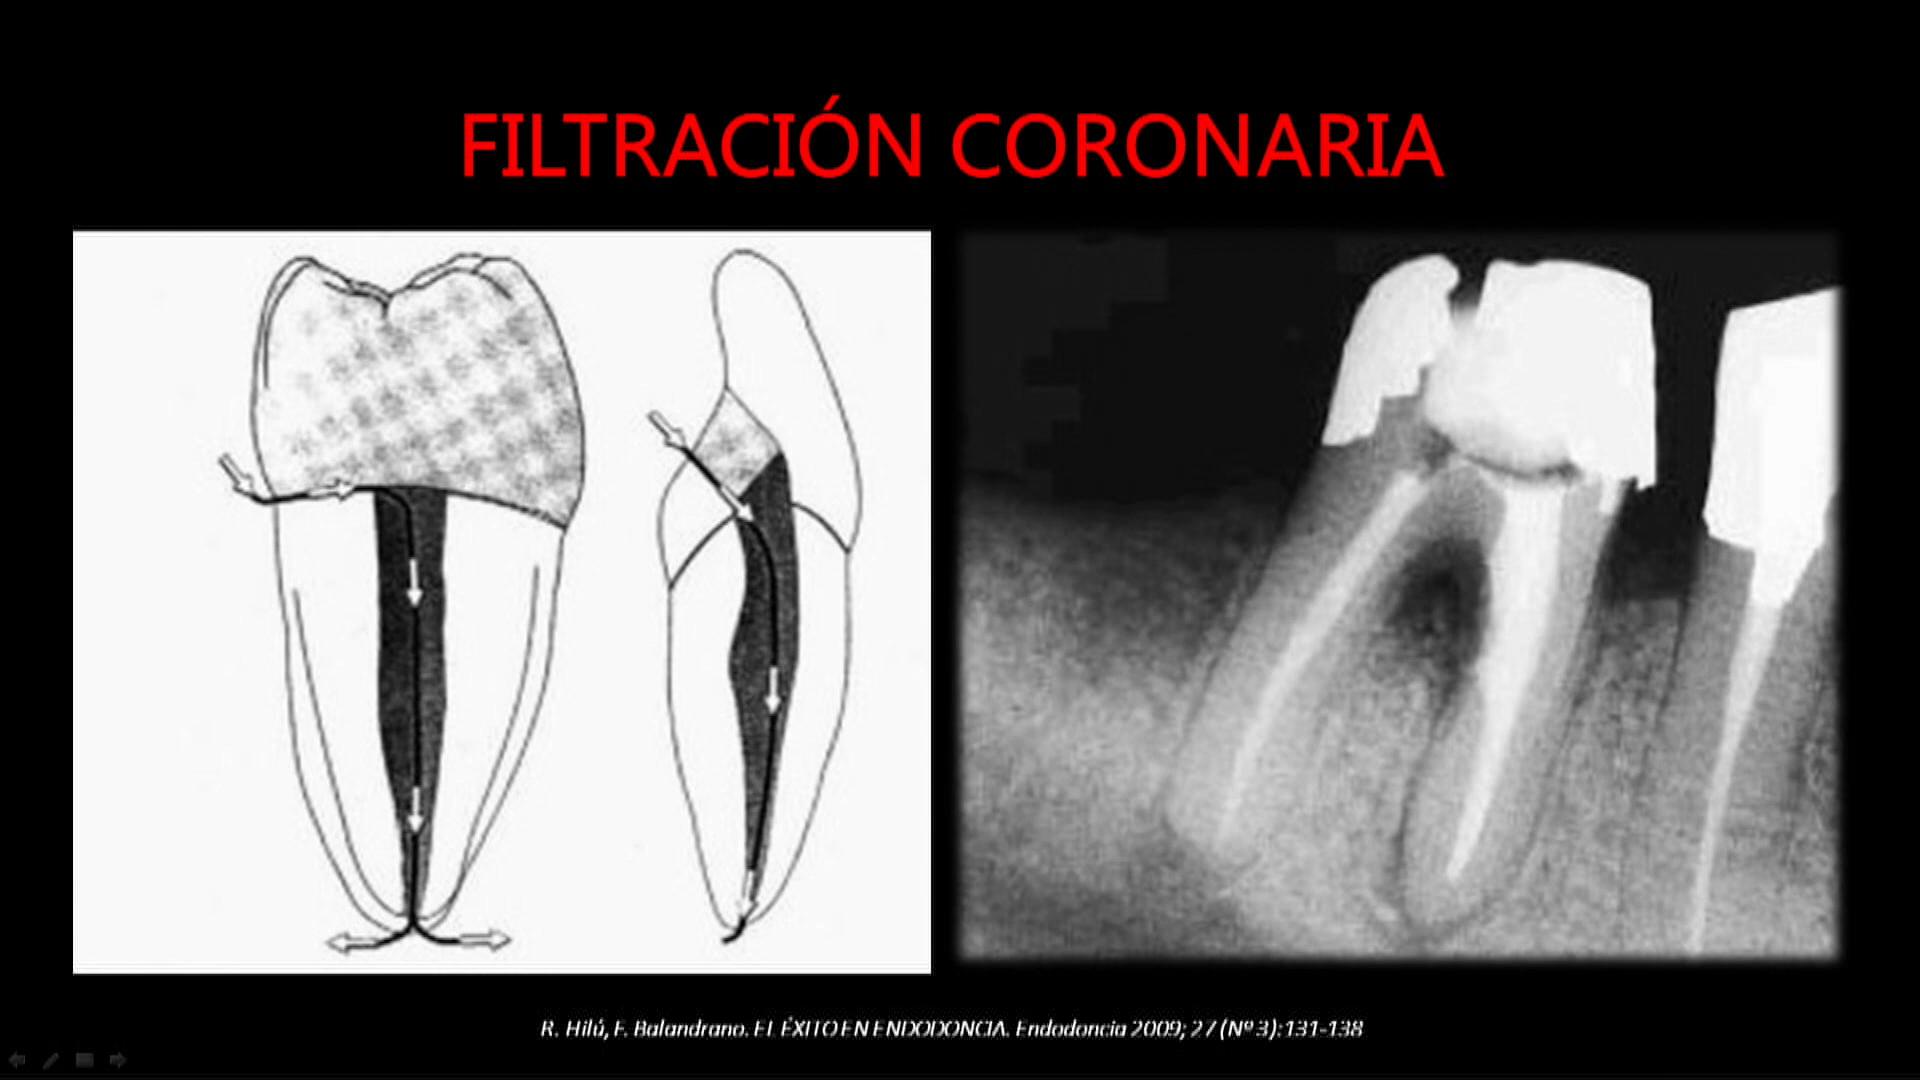 FILTRACIÓN CORONARIA
R. Hilú, F. Balandrano. EL ÉXITO EN ENDODONCIA. Endodoncia 2009; 27 (Nº 3):131-138